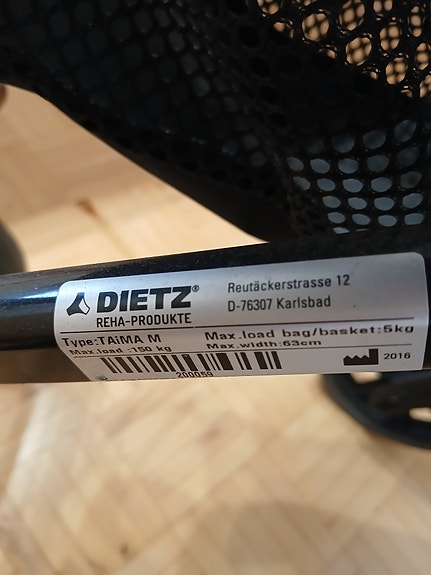 DIETZ®
REHA-PRODUKTE
Reutäckerstrasse 12
D-76307 Karlsbad
Type:TAiMA M
Max.load bag/basket:5kg
Max.load :150 kg
Max.width:63cm
200059
2016